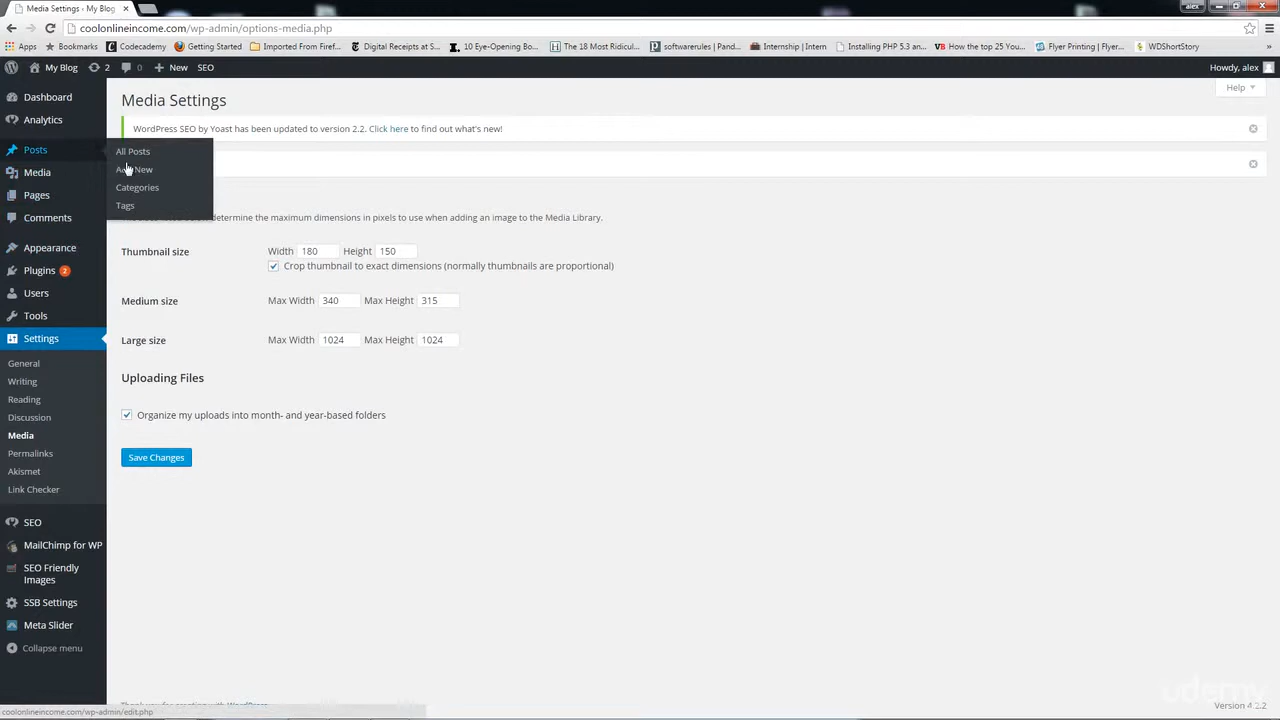 Media Settings ‹ My Blog
alex
coolonlineincome.com/wp-admin/options-media.php
Apps Bookmarks Codecademy Getting Started Imported From Firef... Digital Receipts at S... 10 Eye-Opening Bo... The 18 Most Ridicul... softwarerules | Pand... Internship | Intern Installing PHP 5.3 an... How the top 25 You... Flyer Printing | Flyer... WDShortStory
My Blog 2 0 New SEO Howdy, alex
Dashboard
Analytics
Posts
Media
Pages
Comments
Appearance
Plugins 2
Users
Tools
Settings
General
Writing
Reading
Discussion
Media
Permalinks
Akismet
Link Checker
SEO
MailChimp for WP
SEO Friendly
Images
SSB Settings
Meta Slider
Collapse menu
All Posts
Add New
Categories
Tags
Media Settings
Help
WordPress SEO by Yoast has been updated to version 2.2. Click here to find out what's new!
determine the maximum dimensions in pixels to use when adding an image to the Media Library.
Thumbnail size Width 180 Height 150
Crop thumbnail to exact dimensions (normally thumbnails are proportional)
Medium size Max Width 340 Max Height 315
Large size Max Width 1024 Max Height 1024
Uploading Files
Organize my uploads into month- and year-based folders
Save Changes
Thank you for creating with WordPress.
Version 4.2.2
coolonlineincome.com/wp-admin/edit.php
udemy